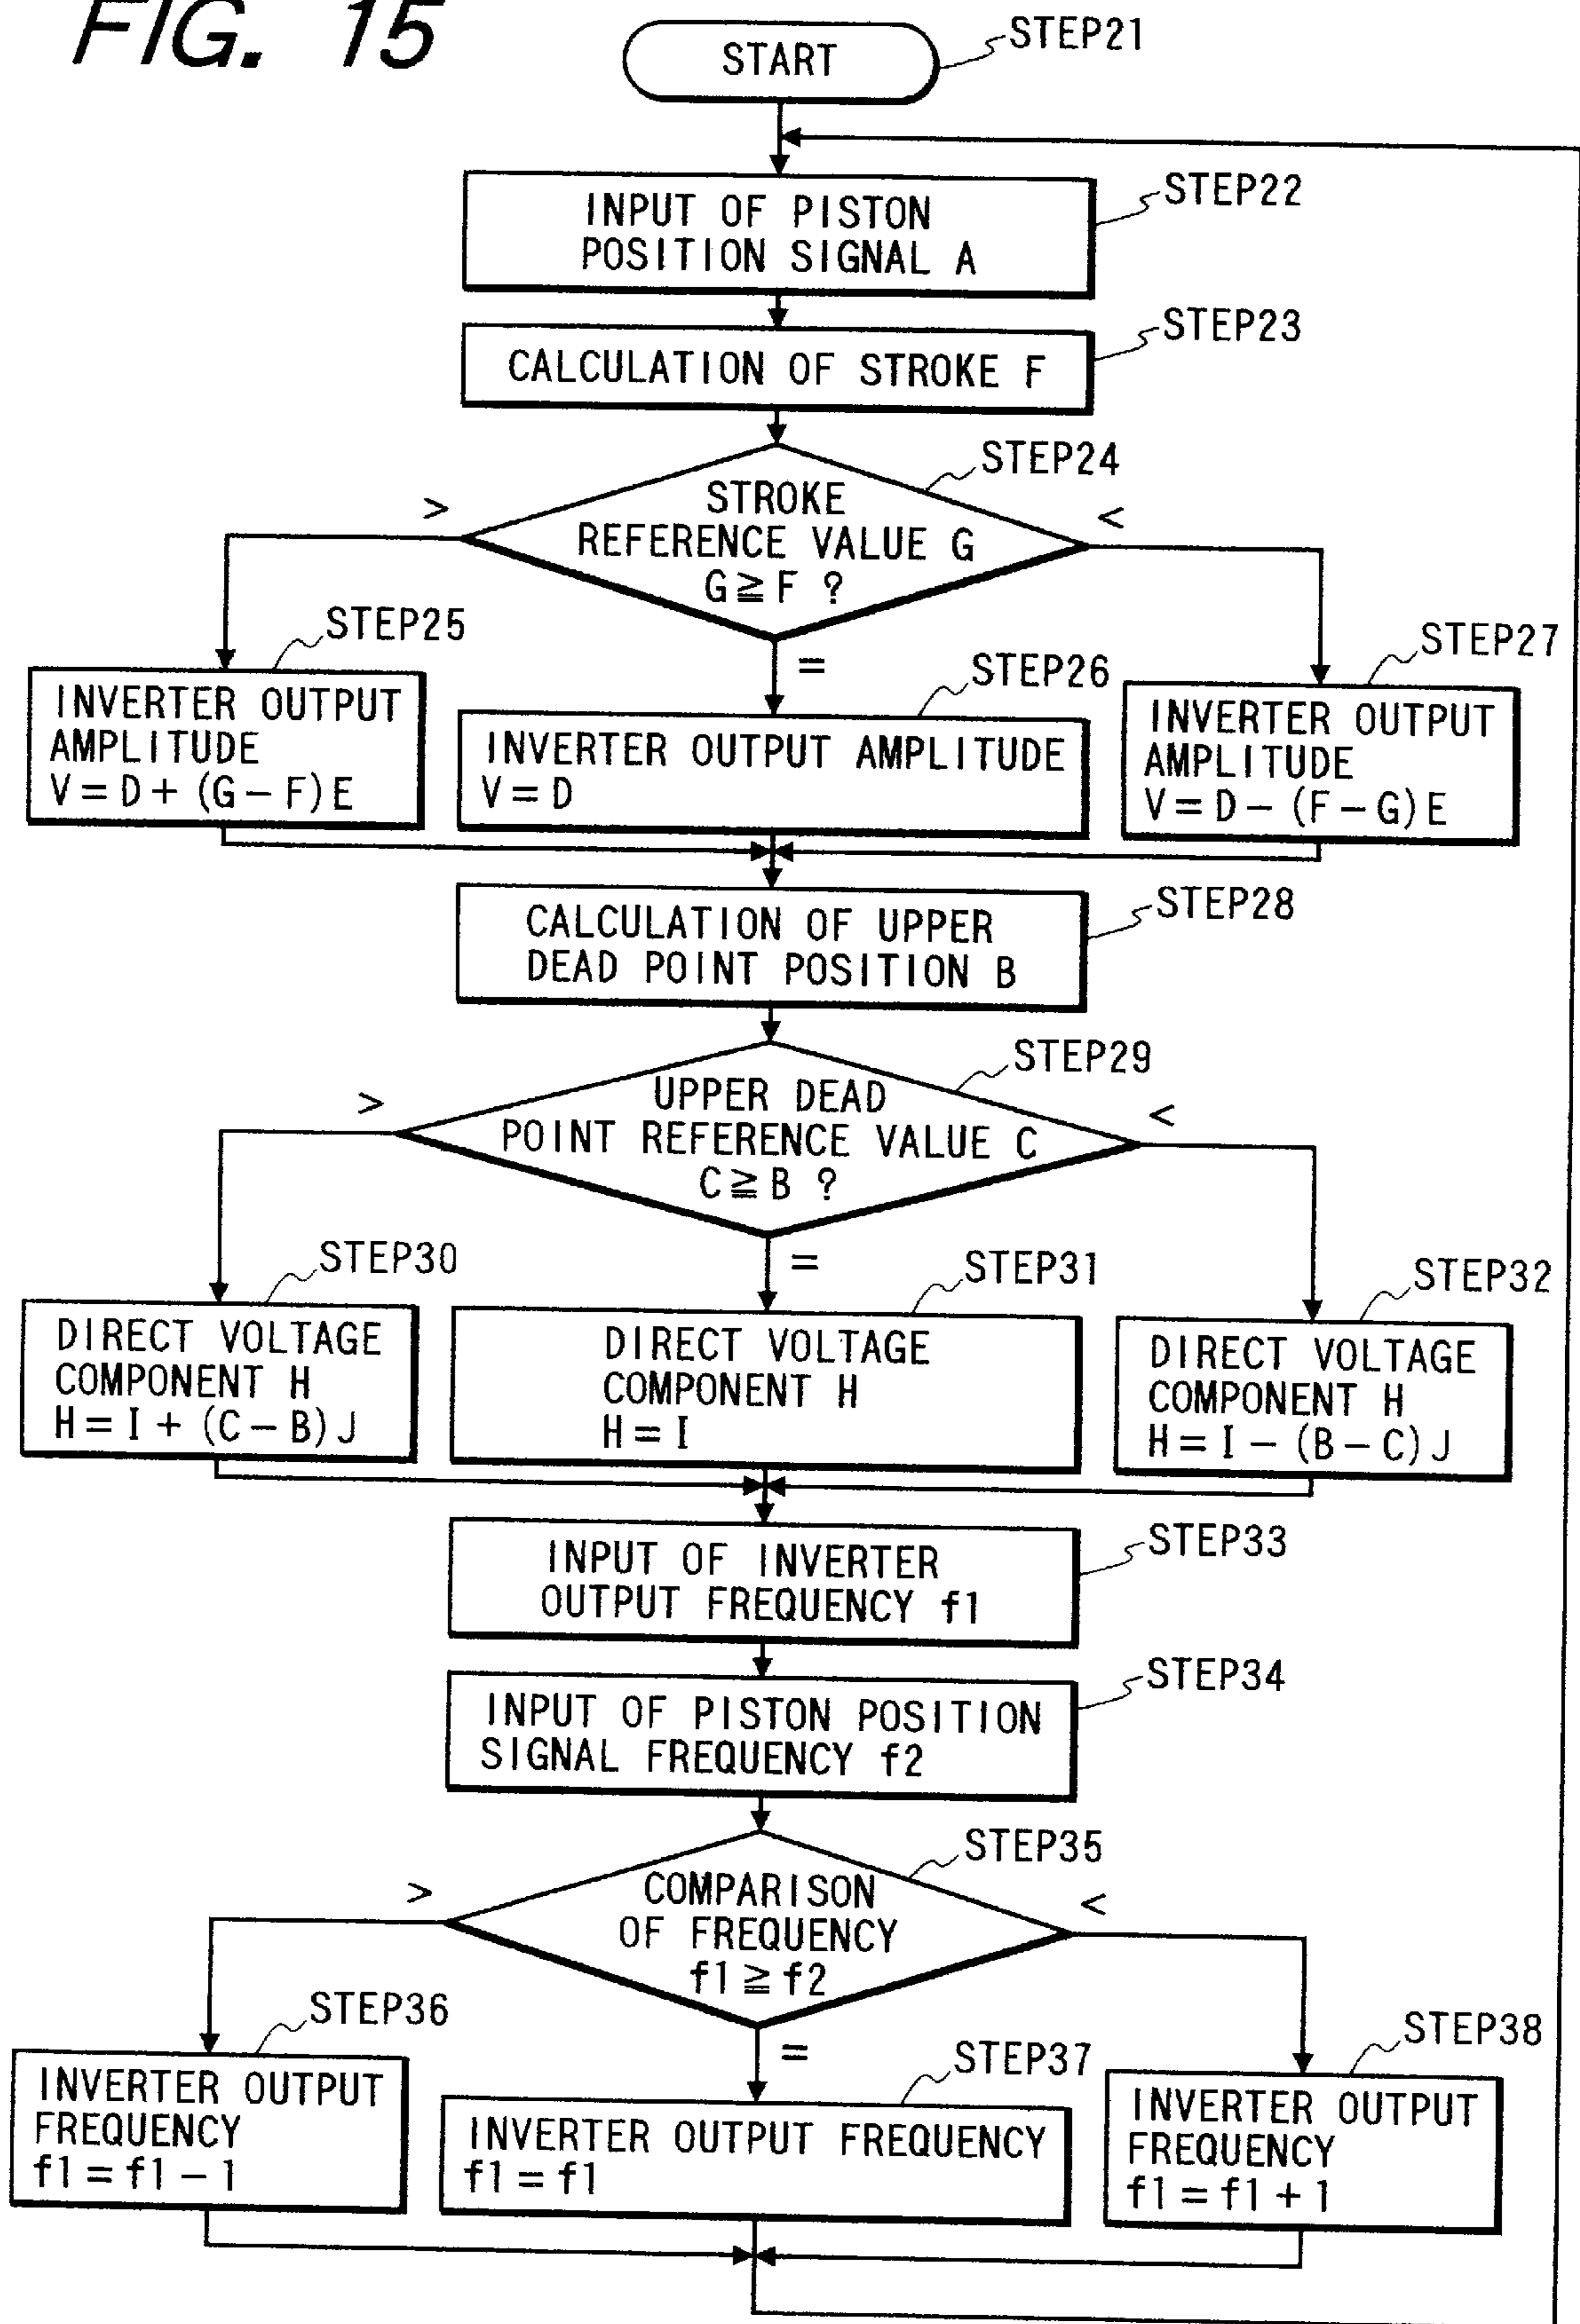 FIG. 15
START
STEP21
STEP22
INPUT OF PISTON
POSITION SIGNAL A
STEP23
CALCULATION OF STROKE F
STEP24
STROKE
REFERENCE VALUE G
G≧F ?
>
<
=
STEP25
INVERTER OUTPUT
AMPLITUDE
V=D+(G-F)E
STEP26
INVERTER OUTPUT AMPLITUDE
V=D
STEP27
INVERTER OUTPUT
AMPLITUDE
V=D-(F-G)E
STEP28
CALCULATION OF UPPER
DEAD POINT POSITION B
STEP29
UPPER DEAD
POINT REFERENCE VALUE C
C≧B ?
>
<
=
STEP30
DIRECT VOLTAGE
COMPONENT H
H=I+(C-B)J
STEP31
DIRECT VOLTAGE
COMPONENT H
H=I
STEP32
DIRECT VOLTAGE
COMPONENT H
H=I-(B-C)J
STEP33
INPUT OF INVERTER
OUTPUT FREQUENCY f1
STEP34
INPUT OF PISTON POSITION
SIGNAL FREQUENCY f2
STEP35
COMPARISON
OF FREQUENCY
f1≧f2
>
<
=
STEP36
INVERTER OUTPUT
FREQUENCY
f1=f1-1
STEP37
INVERTER OUTPUT FREQUENCY
f1=f1
STEP38
INVERTER OUTPUT
FREQUENCY
f1=f1+1